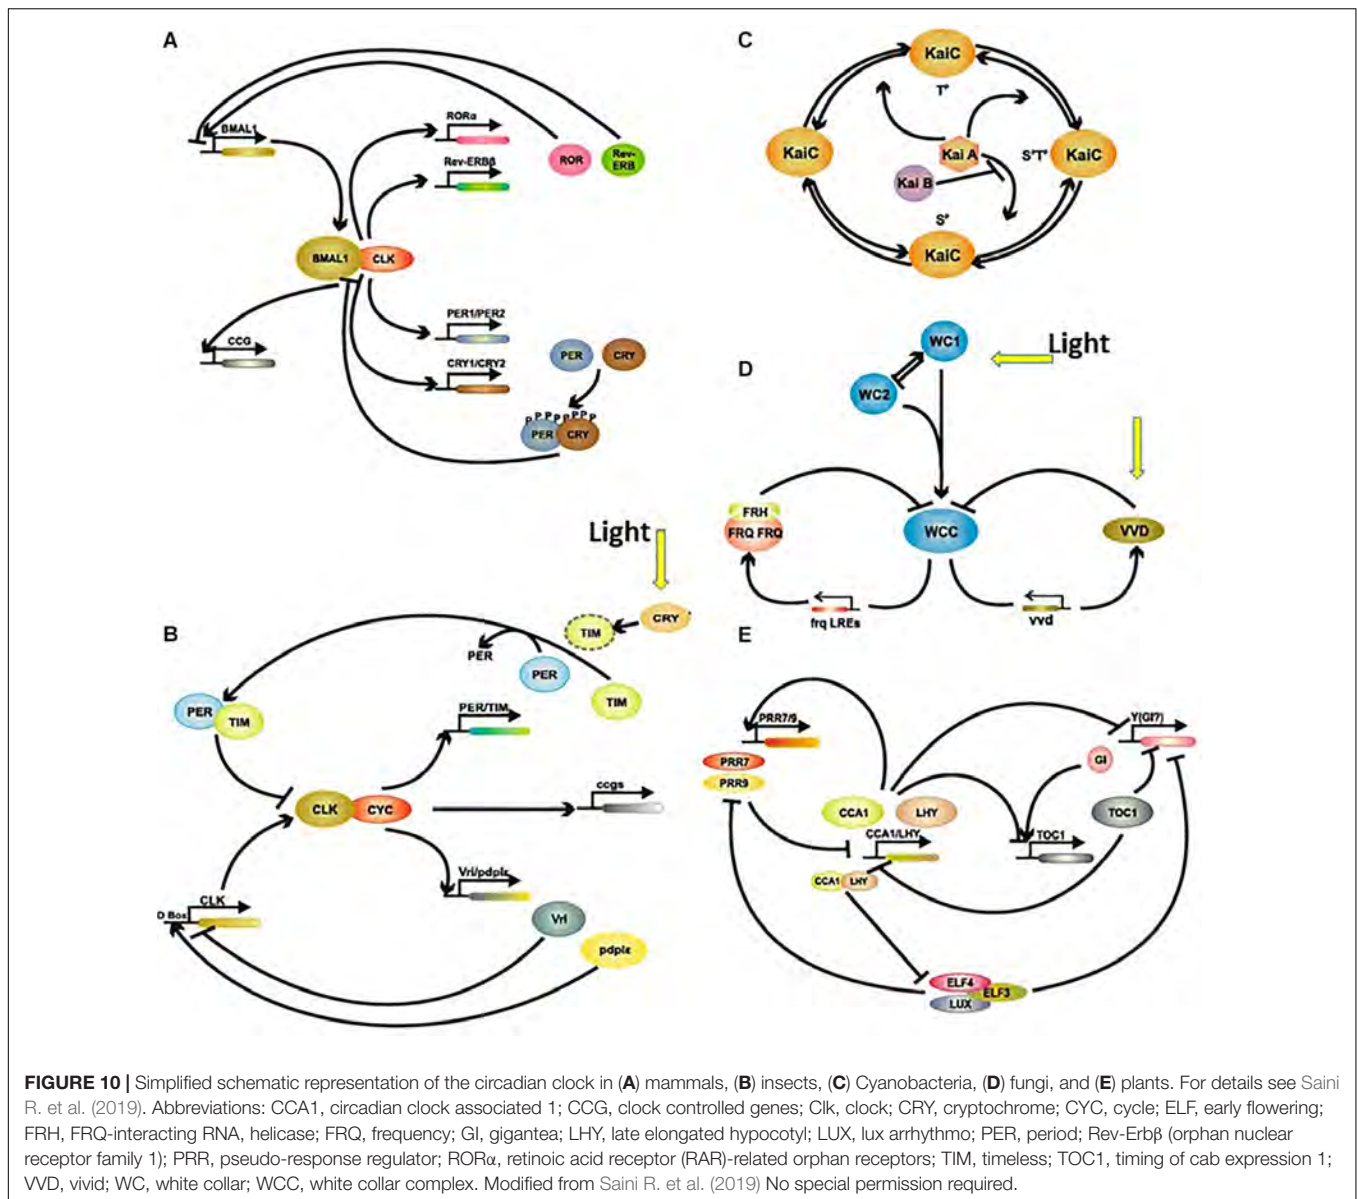 A
BMAL1
RORα
Rev-ERBβ
ROR
Rev-
ERB
BMAL1
CLK
CCG
PER1/PER2
CRY1/CRY2
PER
CRY
P P P P P P P
PER
CRY
C
KaiC
T*
KaiC
Kai A
S*T*
KaiC
Kai B
S*
KaiC
D
WC1
Light
WC2
FRH
FRQ FRQ
WCC
VVD
frq LREs
vvd
Light
B
TIM
CRY
PER
PER
TIM
PER
TIM
PER/TIM
CLK
CYC
ccgs
Vri/pdplε
D Box
CLK
Vri
pdplε
E
PRR7/9
Y(GI?)
PRR7
GI
PRR9
CCA1
LHY
TOC1
CCA1/LHY
TOC1
CCA1
LHY
ELF4
ELF3
LUX
FIGURE 10 | Simplified schematic representation of the circadian clock in (A) mammals, (B) insects, (C) Cyanobacteria, (D) fungi, and (E) plants. For details see Saini
R. et al. (2019). Abbreviations: CCA1, circadian clock associated 1; CCG, clock controlled genes; Clk, clock; CRY, cryptochrome; CYC, cycle; ELF, early flowering;
FRH, FRQ-interacting RNA, helicase; FRQ, frequency; GI, gigantea; LHY, late elongated hypocotyl; LUX, lux arrhythmo; PER, period; Rev-Erbβ (orphan nuclear
receptor family 1); PRR, pseudo-response regulator; RORα, retinoic acid receptor (RAR)-related orphan receptors; TIM, timeless; TOC1, timing of cab expression 1;
VVD, vivid; WC, white collar; WCC, white collar complex. Modified from Saini R. et al. (2019) No special permission required.